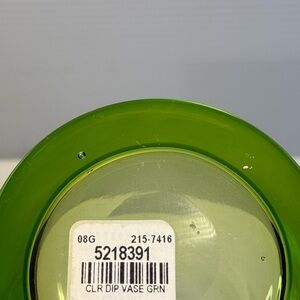 08G 215-7416
5218391
CLR DIP VASE GRN